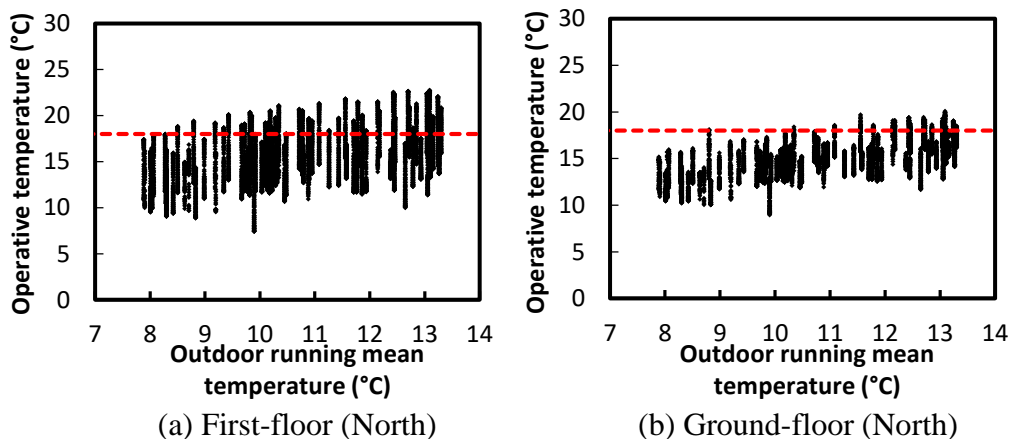 Operative temperature (°C)
30
25
20
15
10
5
0
7 8 9 10 11 12 13 14
Outdoor running mean
temperature (°C)
(a) First-floor (North)
Operative temperature (°C)
30
25
20
15
10
5
0
7 8 9 10 11 12 13 14
Outdoor running mean
temperature (°C)
(b) Ground-floor (North)